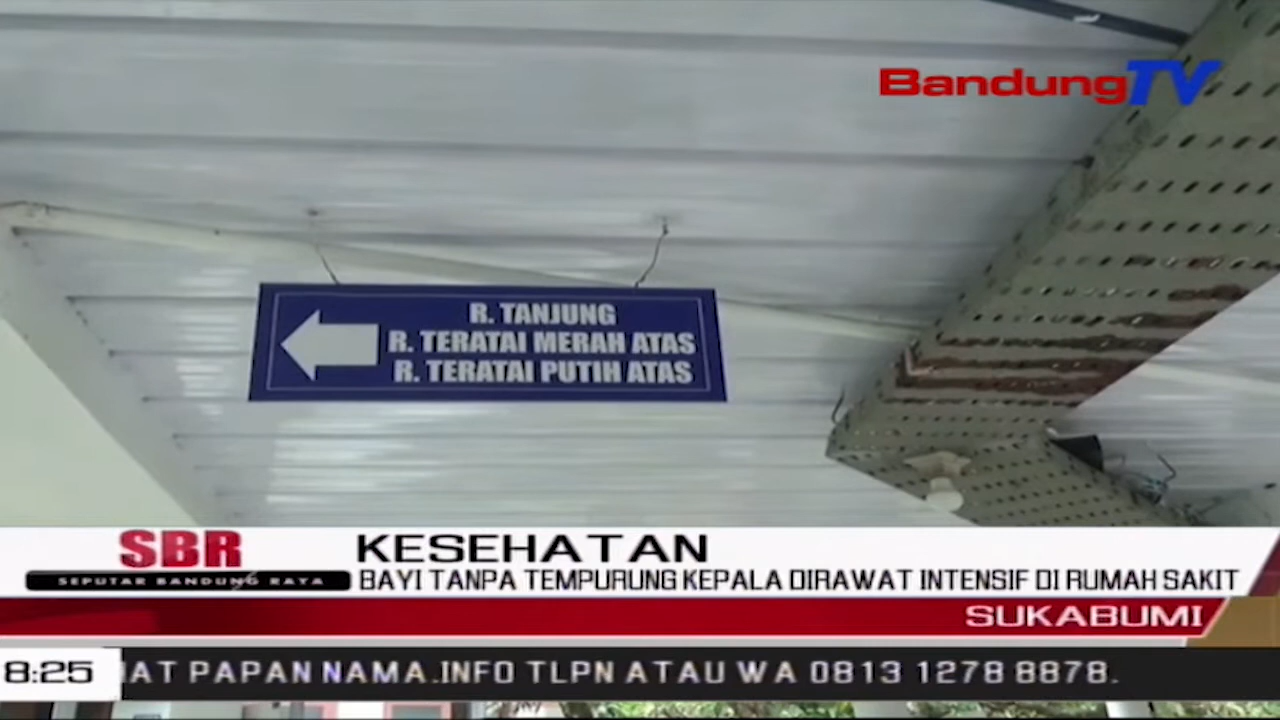 BandungTV
R. TANJUNG
R. TERATAI MERAH ATAS
R. TERATAI PUTIH ATAS
SBR
SEPUTAR BANDUNG RAYA
KESEHATAN
BAYI TANPA TEMPURUNG KEPALA DIRAWAT INTENSIF DI RUMAH SAKIT
SUKABUMI
8:25
PAPAN NAMA.INFO TLPN ATAU WA 0813 1278 8878.